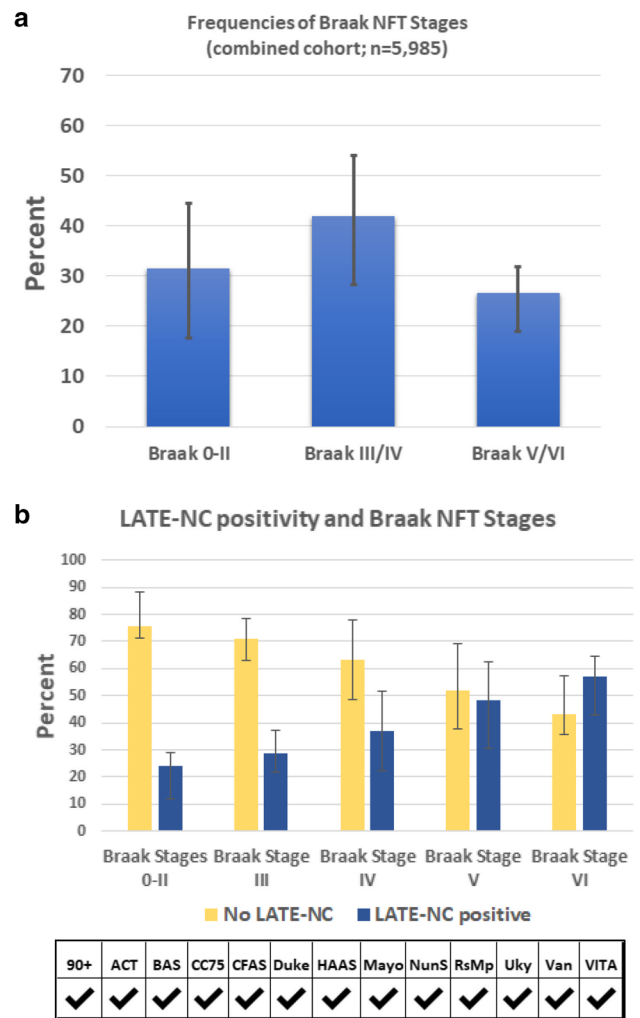 a
Frequencies of Braak NFT Stages
(combined cohort; n=5,985)
70
60
50
40
30
20
10
0
Percent
Braak 0-II Braak III/IV Braak V/VI
b
LATE-NC positivity and Braak NFT Stages
100
90
80
70
60
50
40
30
20
10
0
Percent
Braak Stages Braak Stage Braak Stage Braak Stage Braak Stage
0-II III IV V VI
No LATE-NC LATE-NC positive
90+ ACT BAS CC75 CFAS Duke HAAS Mayo NunS RsMp Uky Van VITA